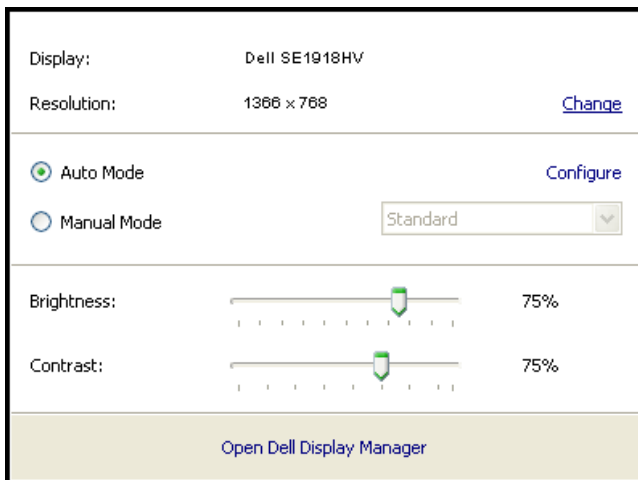 Display: Dell SE1918HV
Resolution: 1366 x 768 Change
Auto Mode Configure
Manual Mode Standard
Brightness: 75%
Contrast: 75%
Open Dell Display Manager